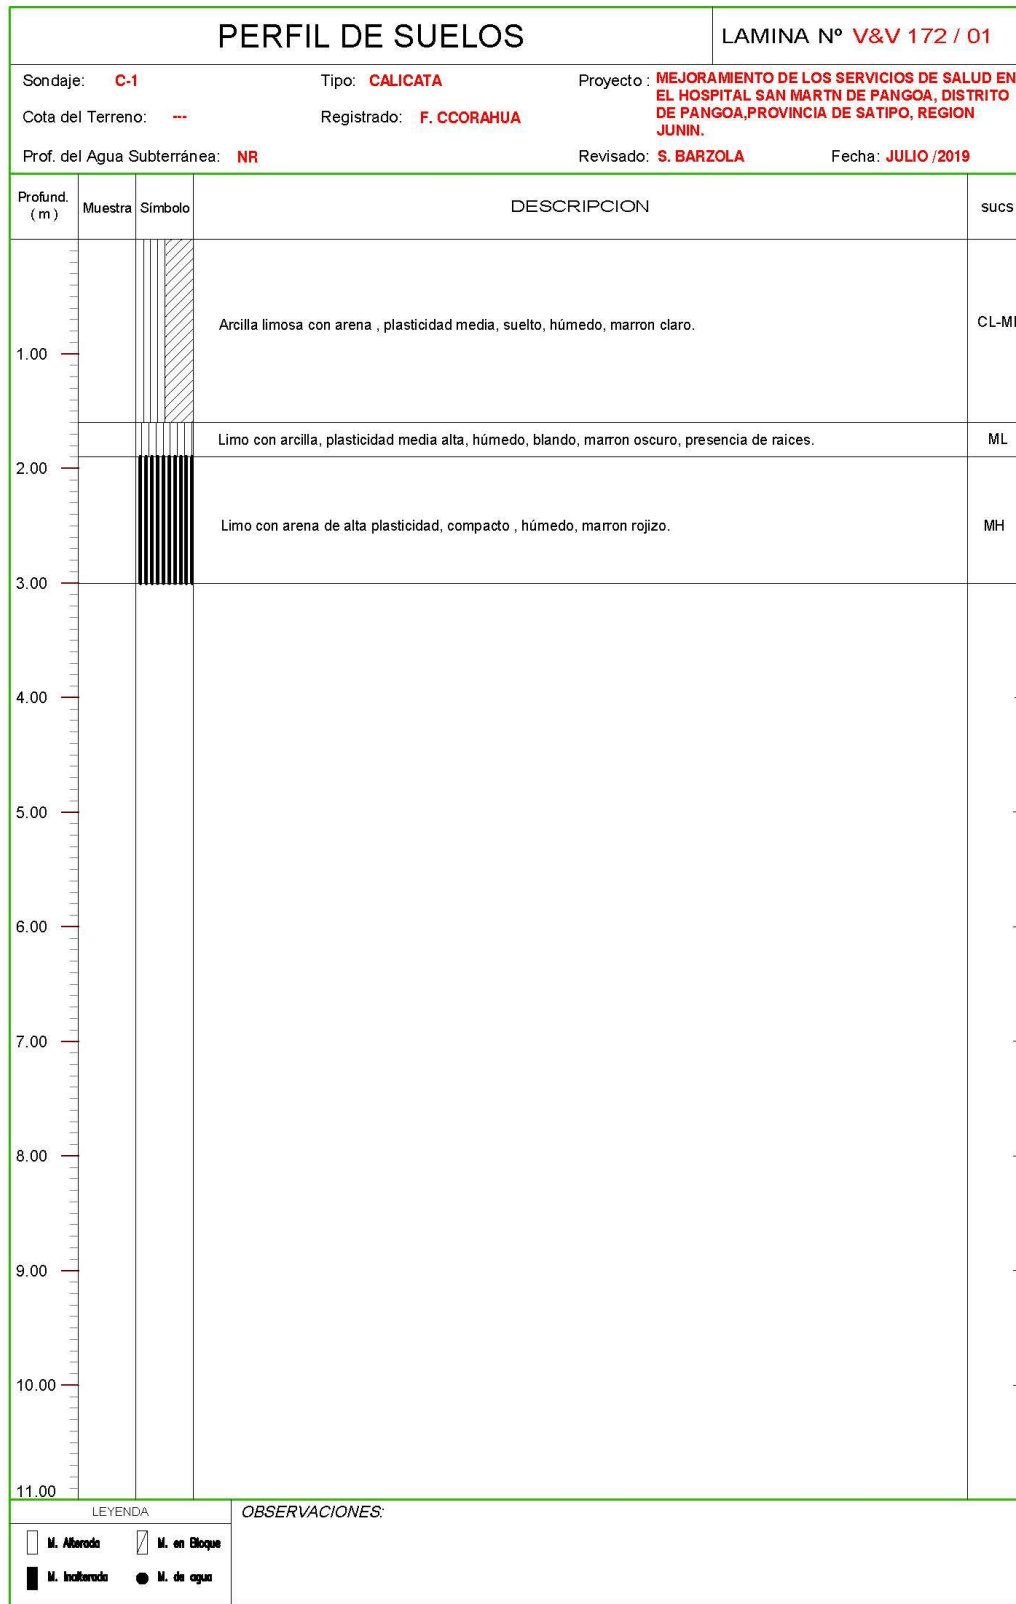 PERFIL DE SUELOS
LAMINA Nº V&V 172 / 01
Sondaje: C-1
Tipo: CALICATA
Proyecto : MEJORAMIENTO DE LOS SERVICIOS DE SALUD EN
EL HOSPITAL SAN MARTN DE PANGOA, DISTRITO
DE PANGOA,PROVINCIA DE SATIPO, REGION
JUNIN.
Cota del Terreno: ---
Registrado: F. CCORAHUA
Prof. del Agua Subterránea: NR
Revisado: S. BARZOLA
Fecha: JULIO /2019
Profund.
( m )
Muestra
Símbolo
DESCRIPCION
sucs
Arcilla limosa con arena , plasticidad media, suelto, húmedo, marron claro.
CL-ML
1.00
Limo con arcilla, plasticidad media alta, húmedo, blando, marron oscuro, presencia de raices.
ML
2.00
Limo con arena de alta plasticidad, compacto , húmedo, marron rojizo.
MH
3.00
4.00
5.00
6.00
7.00
8.00
9.00
10.00
11.00
LEYENDA
OBSERVACIONES:
M. Alterada
M. en Bloque
M. Inalterada
M. de agua